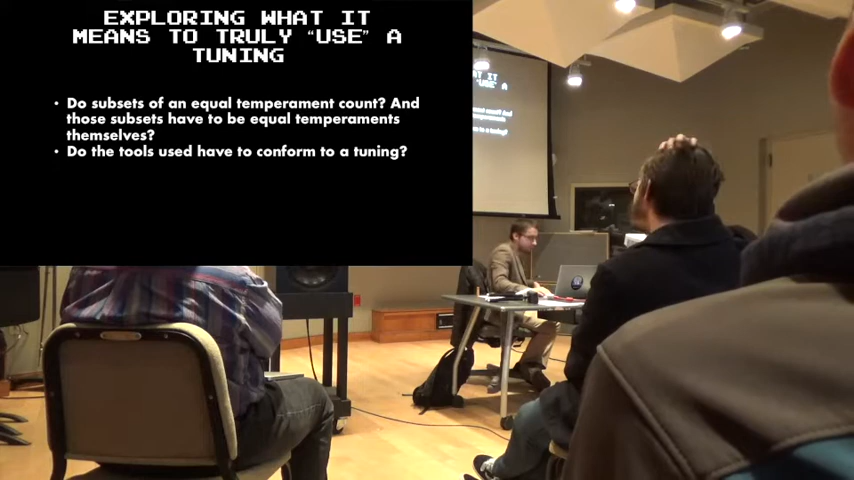 EXPLORING WHAT IT
MEANS TO TRULY “USE” A
TUNING
• Do subsets of an equal temperament count? And
those subsets have to be equal temperaments
themselves?
• Do the tools used have to conform to a tuning?